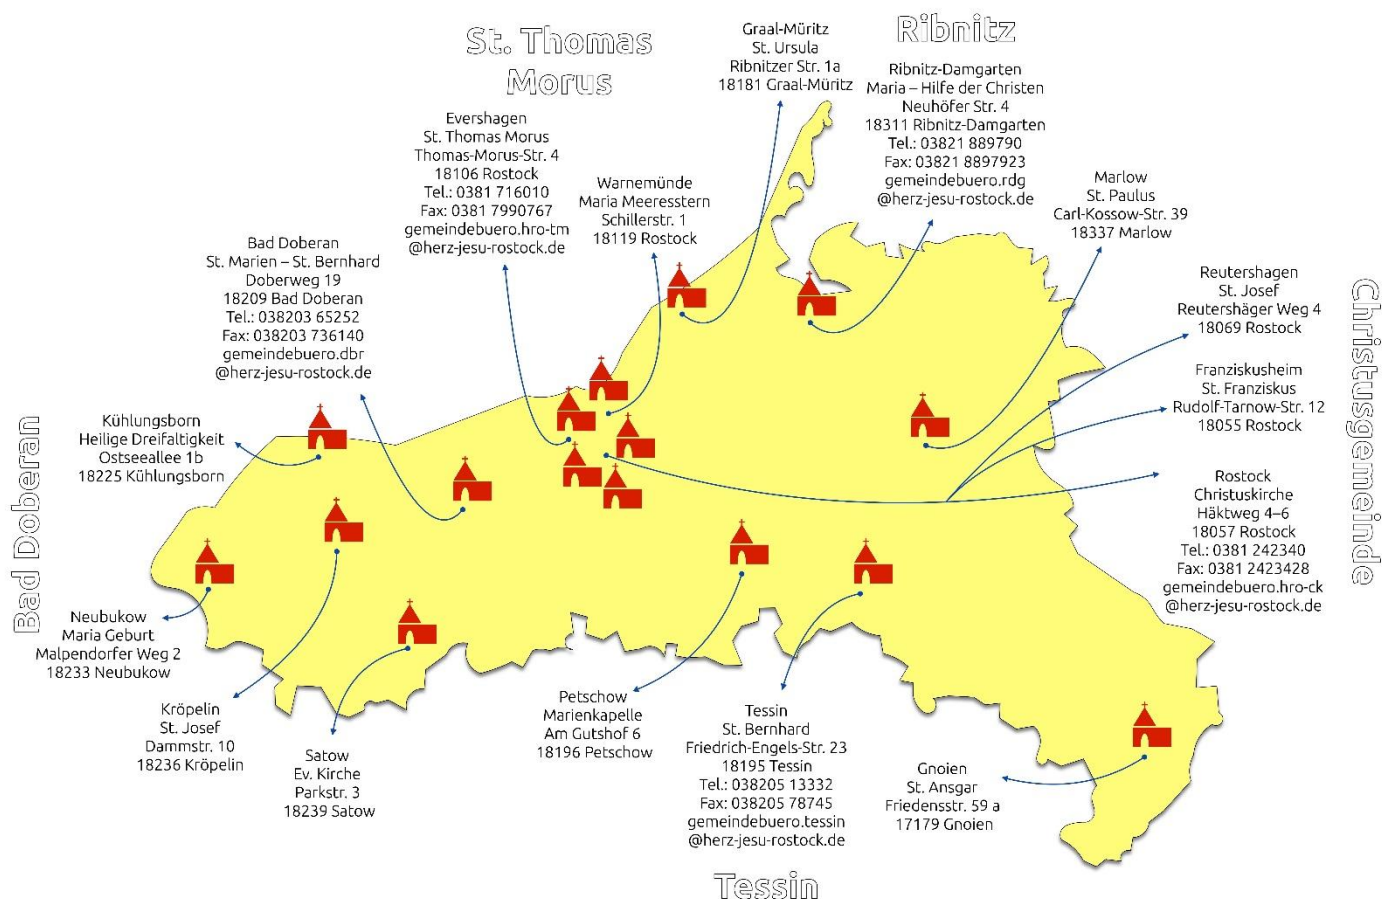 St. Thomas
Morus
Ribnitz
Graal-Müritz
St. Ursula
Ribnitzer Str. 1a
18181 Graal-Müritz
Ribnitz-Damgarten
Maria – Hilfe der Christen
Neuhöfer Str. 4
18311 Ribnitz-Damgarten
Tel.: 03821 889790
Fax: 03821 8897923
gemeindebuero.rdg
@herz-jesu-rostock.de
Evershagen
St. Thomas Morus
Thomas-Morus-Str. 4
18106 Rostock
Tel.: 0381 716010
Fax: 0381 7990767
gemeindebuero.hro-tm
@herz-jesu-rostock.de
Warnemünde
Maria Meeresstern
Schillerstr. 1
18119 Rostock
Marlow
St. Paulus
Carl-Kossow-Str. 39
18337 Marlow
Bad Doberan
St. Marien – St. Bernhard
Doberweg 19
18209 Bad Doberan
Tel.: 038203 65252
Fax: 038203 736140
gemeindebuero.dbr
@herz-jesu-rostock.de
Reutershagen
St. Josef
Reutershäger Weg 4
18069 Rostock
Christusgemeinde
Franziskusheim
St. Franziskus
Rudolf-Tarnow-Str. 12
18055 Rostock
Bad Doberan
Kühlungsborn
Heilige Dreifaltigkeit
Ostseeallee 1b
18225 Kühlungsborn
Rostock
Christuskirche
Häktweg 4–6
18057 Rostock
Tel.: 0381 242340
Fax: 0381 2423428
gemeindebuero.hro-ck
@herz-jesu-rostock.de
Neubukow
Maria Geburt
Malpendorfer Weg 2
18233 Neubukow
Kröpelin
St. Josef
Dammstr. 10
18236 Kröpelin
Satow
Ev. Kirche
Parkstr. 3
18239 Satow
Petschow
Marienkapelle
Am Gutshof 6
18196 Petschow
Tessin
St. Bernhard
Friedrich-Engels-Str. 23
18195 Tessin
Tel.: 038205 13332
Fax: 038205 78745
gemeindebuero.tessin
@herz-jesu-rostock.de
Gnoien
St. Ansgar
Friedensstr. 59 a
17179 Gnoien
Tessin